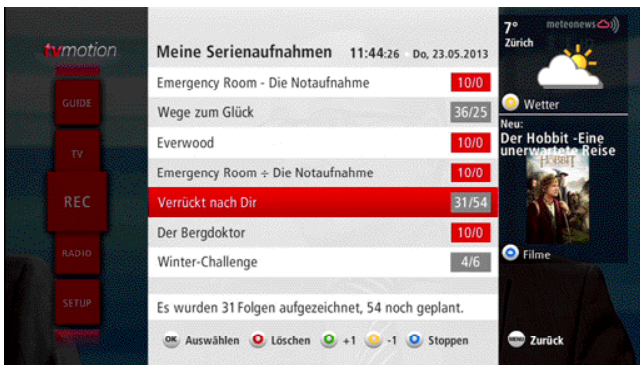 tvmotion
GUIDE
TV
REC
RADIO
SETUP
Meine Serienaufnahmen 11:44:26 Do, 23.05.2013
Emergency Room - Die Notaufnahme 10/0
Wege zum Glück 36/25
Everwood 10/0
Emergency Room ÷ Die Notaufnahme 10/0
Verrückt nach Dir 31/54
Der Bergdoktor 10/0
Winter-Challenge 4/6
Es wurden 31 Folgen aufgezeichnet, 54 noch geplant.
OK Auswählen Löschen +1 -1 Stoppen
7° meteonews
Zürich
Wetter
Neu:
Der Hobbit -Eine
unerwartete Reise
HOBBIT
Filme
MENU Zurück